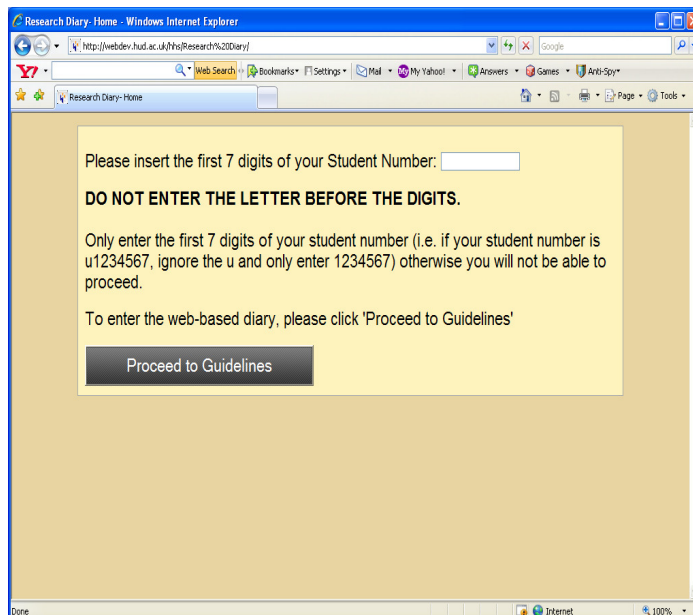 Research Diary- Home - Windows Internet Explorer
http://webdev.hud.ac.uk/hhs/Research%20Diary/
Google
Y! Web Search Bookmarks Settings Mail My Yahoo! Answers Games Anti-Spy
Research Diary- Home Page Tools
Please insert the first 7 digits of your Student Number:
DO NOT ENTER THE LETTER BEFORE THE DIGITS.
Only enter the first 7 digits of your student number (i.e. if your student number is
u1234567, ignore the u and only enter 1234567) otherwise you will not be able to
proceed.
To enter the web-based diary, please click 'Proceed to Guidelines'
Proceed to Guidelines
Done Internet 100%